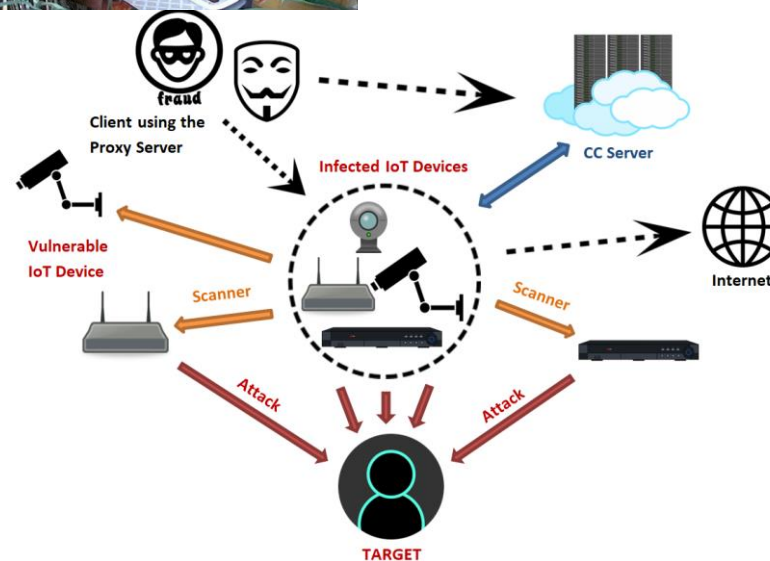 fraud
Client using the
Proxy Server
CC Server
Infected IoT Devices
Vulnerable
IoT Device
Internet
Scanner
Scanner
Attack
Attack
TARGET